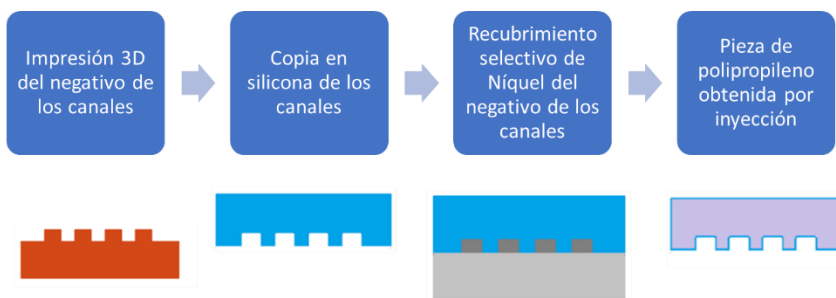 Impresión 3D
del negativo de
los canales
Copia en
silicona de los
canales
Recubrimiento
selectivo de
Níquel del
negativo de los
canales
Pieza de
polipropileno
obtenida por
inyección